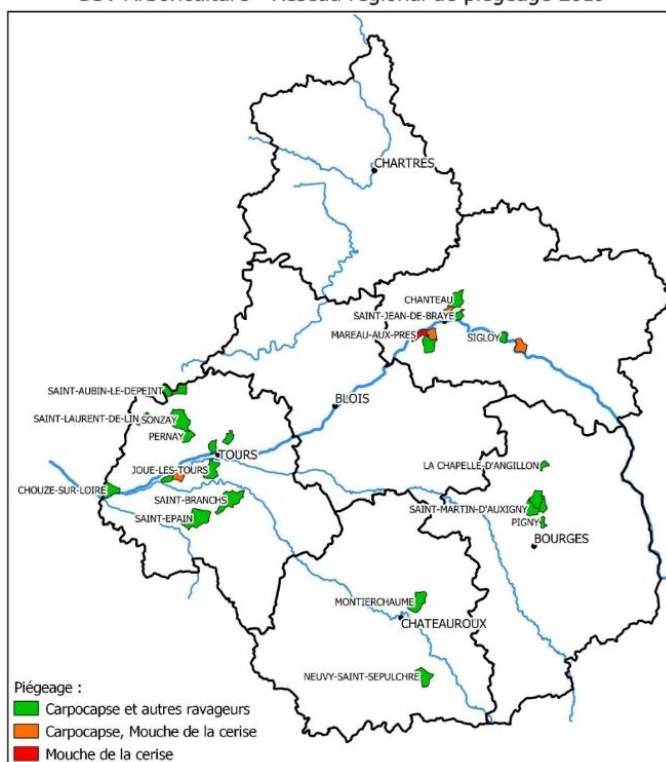 CHARTRES
CHANTEAU
SAINT-JEAN-DE-BRAYE
MAREAU-AUX-PRES
SIGLOY
SAINT-AUBIN-LE-DEPEINT
BLOIS
SAINT-LAURENT-DE-LIN
SONZAY
PERNAY
TOURS
JOUE-LES-TOURS
LA CHAPELLE-D'ANGILLON
CHOUZE-SUR-LOIRE
SAINT-BRANCHS
SAINT-MARTIN-D'AUXIGNY
SAINT-EPAIN
PIGNY
BOURGES
MONTIERCHAUME
CHATEAUROUX
NEUVY-SAINT-SEPULCHRE
Piégeage :
Carpocapse et autres ravageurs
Carpocapse, Mouche de la cerise
Mouche de la cerise